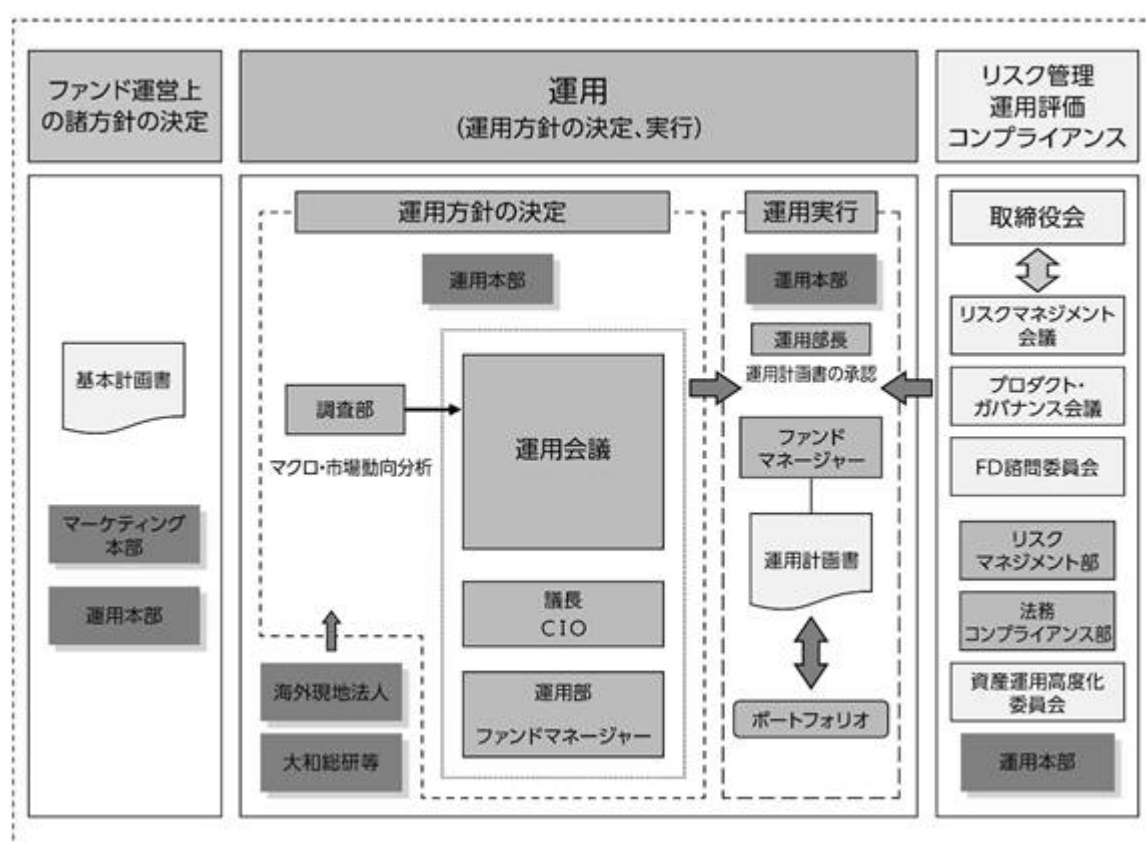 ファンド運営上
の諸方針の決定
運用
(運用方針の決定、実行)
リスク管理
運用評価
コンプライアンス
基本計画書
マーケティング
本部
運用本部
運用方針の決定
運用本部
調査部
マクロ・市場動向分析
運用会議
議長
CIO
運用部
ファンドマネージャー
海外現地法人
大和総研等
運用実行
運用本部
運用部長
運用計画書の承認
ファンド
マネージャー
運用計画書
ポートフォリオ
取締役会
リスクマネジメント
会議
プロダクト・
ガバナンス会議
FD諮問委員会
リスク
マネジメント部
法務
コンプライアンス部
資産運用高度化
委員会
運用本部